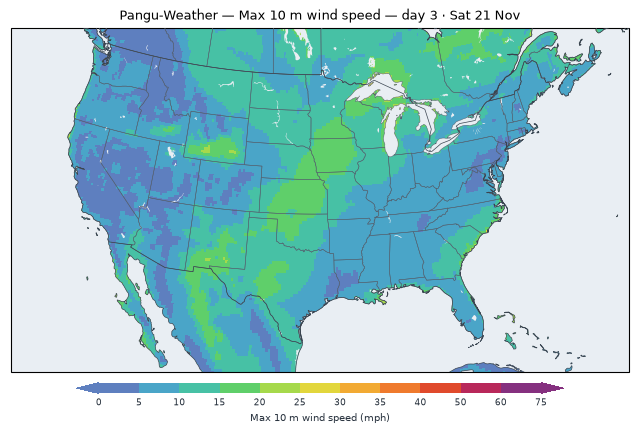 Pangu-Weather — Max 10 m wind speed — day 3 · Sat 21 Nov
0 5 10 15 20 25 30 35 40 50 60 75
Max 10 m wind speed (mph)